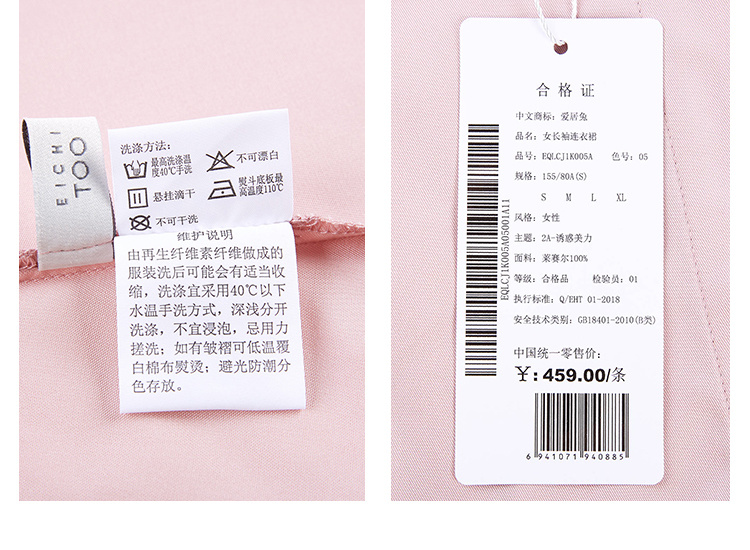 EICHI
TOO
洗涤方法:
最高洗涤温
度40℃手洗
不可漂白
悬挂滴干
熨斗底板最
高温度110℃
不可干洗
维护说明
由再生纤维素纤维做成的
服装洗后可能会有适当收
缩，洗涤宜采用40℃以下
水温手洗方式，深浅分开
洗涤，不宜浸泡，忌用力
搓洗；如有皱褶可低温覆
白棉布熨烫；避光防潮分
色存放。
EQLCJ1K005A05001A11
合格证
中文商标: 爱居兔
品名: 女长袖连衣裙
品号: EQLCJ1K005A 色号: 05
规格: 155/80A(S)
S M L XL
风格: 女性
主题: 2A-诱惑美力
面料: 莱赛尔100%
等级: 合格品 检验员: 01
执行标准: Q/EHT 01-2018
安全技术类别: GB18401-2010(B类)
中国统一零售价:
¥: 459.00/条
6 941071 940885